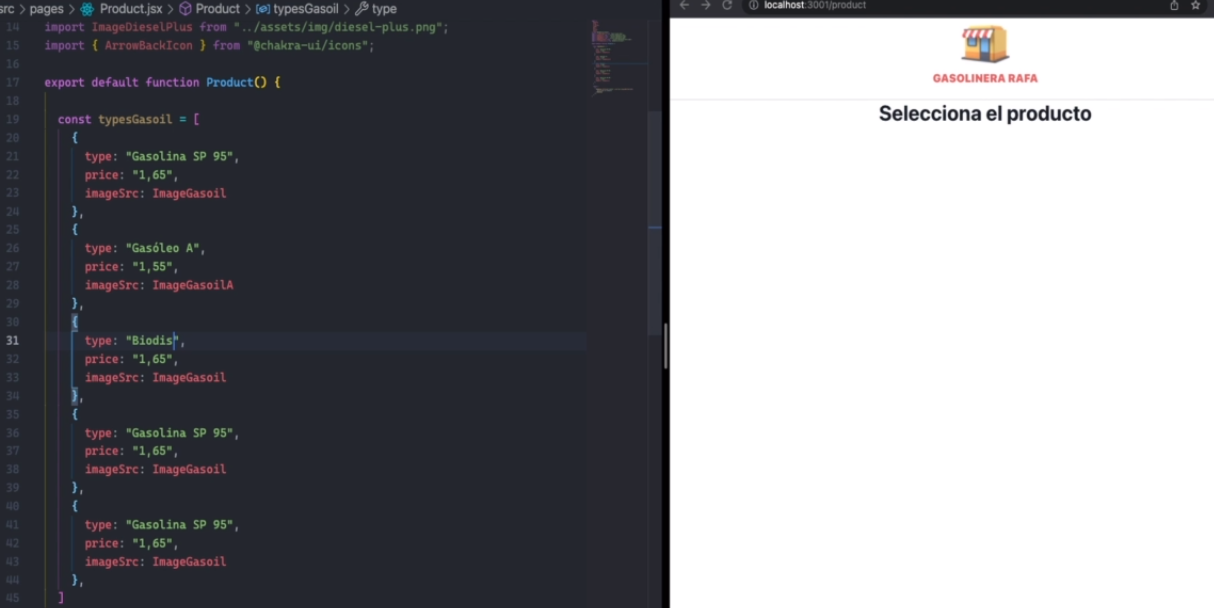 src > pages > Product.jsx > Product > typesGasoil > type
14 import ImageDieselPlus from "../assets/img/diesel-plus.png";
15 import { ArrowBackIcon } from "@chakra-ui/icons";
16
17 export default function Product() {
18
19 const typesGasoil = [
20 {
21 type: "Gasolina SP 95",
22 price: "1,65",
23 imageSrc: ImageGasoil
24 },
25 {
26 type: "Gasóleo A",
27 price: "1,55",
28 imageSrc: ImageGasoilA
29 },
30 {
31 type: "Biodis",
32 price: "1,65",
33 imageSrc: ImageGasoil
34 },
35 {
36 type: "Gasolina SP 95",
37 price: "1,65",
38 imageSrc: ImageGasoil
39 },
40 {
41 type: "Gasolina SP 95",
42 price: "1,65",
43 imageSrc: ImageGasoil
44 },
45 ]
localhost:3001/product
GASOLINERA RAFA
Selecciona el producto